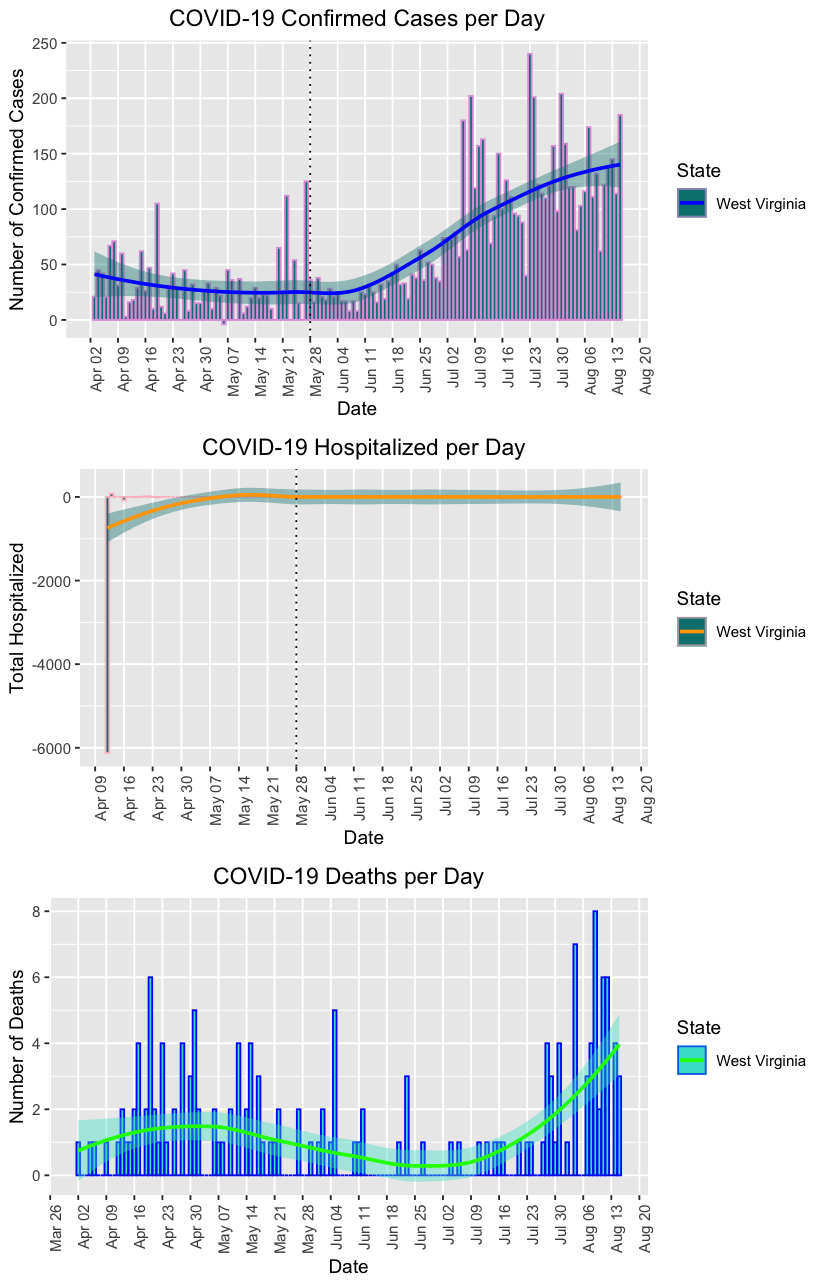 COVID-19 Confirmed Cases per Day
250
200
150
100
50
0
Number of Confirmed Cases
Apr 02
Apr 09
Apr 16
Apr 23
Apr 30
May 07
May 14
May 21
May 28
Jun 04
Jun 11
Jun 18
Jun 25
Jul 02
Jul 09
Jul 16
Jul 23
Jul 30
Aug 06
Aug 13
Aug 20
Date
State
West Virginia
COVID-19 Hospitalized per Day
0
-2000
-4000
-6000
Total Hospitalized
Apr 09
Apr 16
Apr 23
Apr 30
May 07
May 14
May 21
May 28
Jun 04
Jun 11
Jun 18
Jun 25
Jul 02
Jul 09
Jul 16
Jul 23
Jul 30
Aug 06
Aug 13
Aug 20
Date
State
West Virginia
COVID-19 Deaths per Day
8
6
4
2
0
Number of Deaths
Mar 26
Apr 02
Apr 09
Apr 16
Apr 23
Apr 30
May 07
May 14
May 21
May 28
Jun 04
Jun 11
Jun 18
Jun 25
Jul 02
Jul 09
Jul 16
Jul 23
Jul 30
Aug 06
Aug 13
Aug 20
Date
State
West Virginia